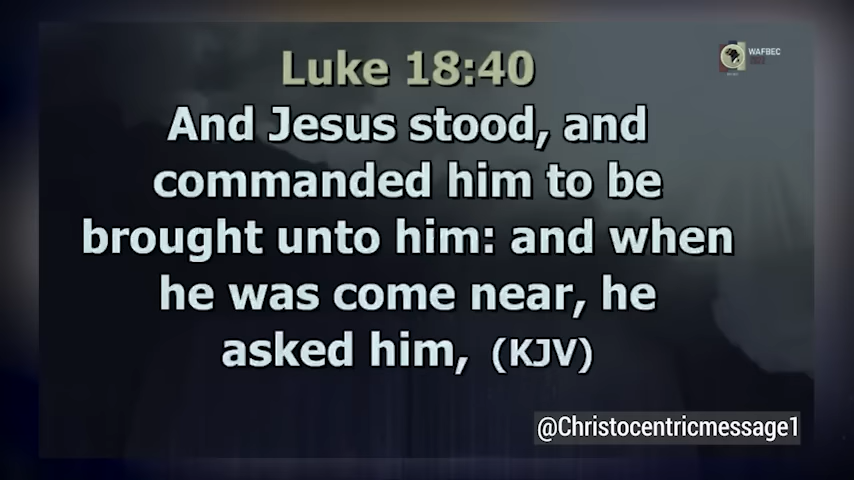 Luke 18:40
WAFBEC
And Jesus stood, and
commanded him to be
brought unto him: and when
he was come near, he
asked him, (KJV)
@Christocentricmessage1